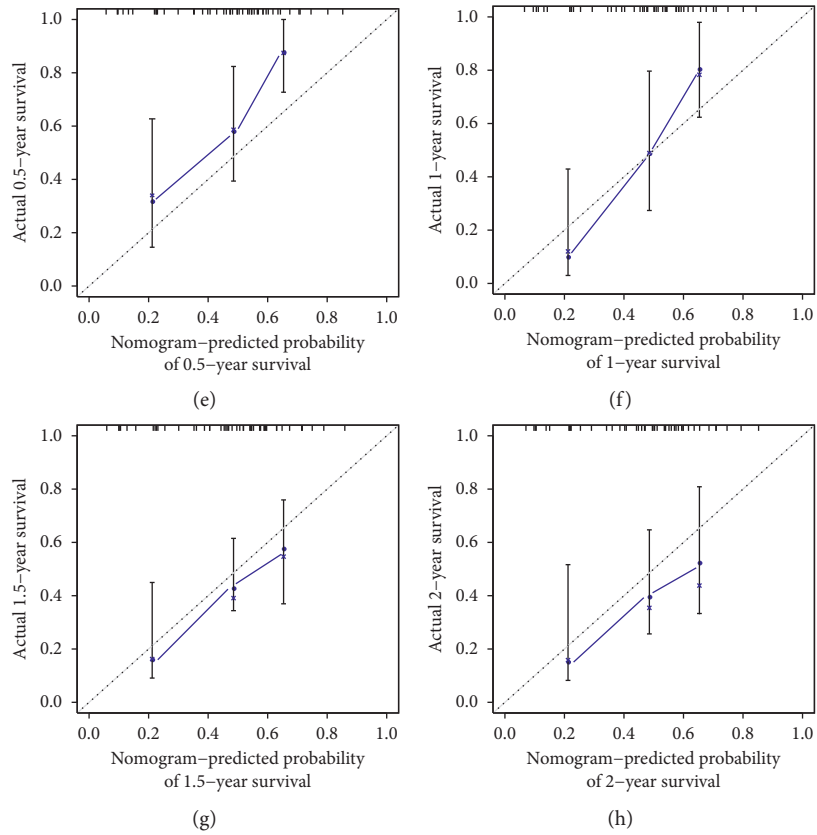 Actual 0.5−year survival
1.0
0.8
0.6
0.4
0.2
0.0
0.0 0.2 0.4 0.6 0.8 1.0
Nomogram−predicted probability
of 0.5−year survival
(e)
Actual 1−year survival
1.0
0.8
0.6
0.4
0.2
0.0
0.0 0.2 0.4 0.6 0.8 1.0
Nomogram−predicted probability
of 1−year survival
(f)
Actual 1.5−year survival
1.0
0.8
0.6
0.4
0.2
0.0
0.0 0.2 0.4 0.6 0.8 1.0
Nomogram−predicted probability
of 1.5−year survival
(g)
Actual 2−year survival
1.0
0.8
0.6
0.4
0.2
0.0
0.0 0.2 0.4 0.6 0.8 1.0
Nomogram−predicted probability
of 2−year survival
(h)